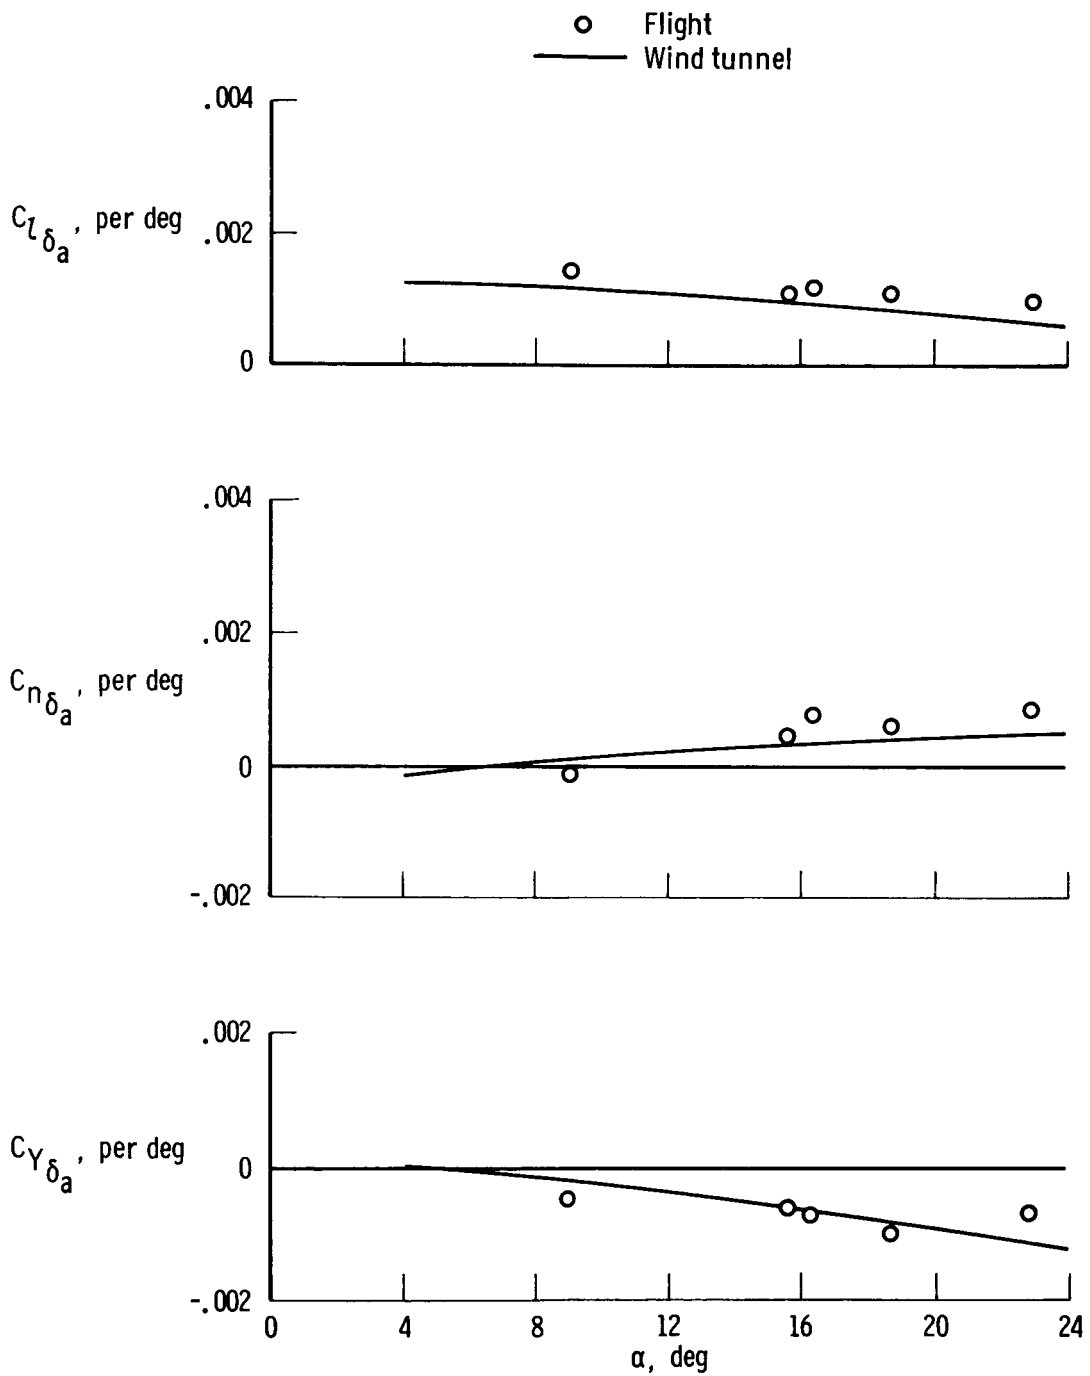 Flight
Wind tunnel
.004
C_{l_{δ_a}}, per deg
.002
0
.004
.002
C_{n_{δ_a}}, per deg
0
-.002
.002
C_{Y_{δ_a}}, per deg
0
-.002
0 4 8 12 16 20 24
α, deg